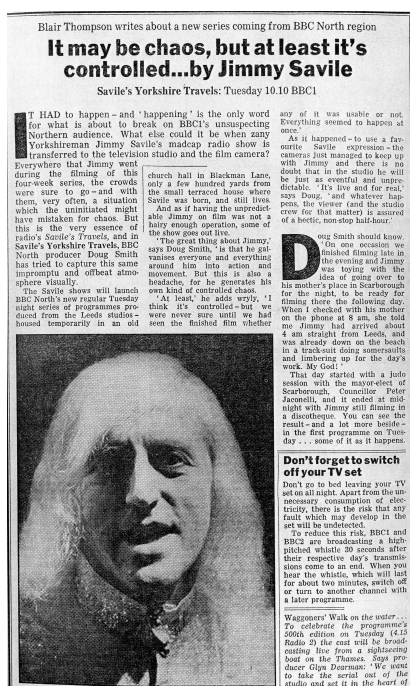 Blair Thompson writes about a new series coming from BBC North region
It may be chaos, but at least it's
controlled...by Jimmy Savile
Savile's Yorkshire Travels: Tuesday 10.10 BBC1
IT HAD to happen – and 'happening' is the only
word for what is about to break on BBC1's unsuspecting
Northern audience. What else could it be when zany
Yorkshireman Jimmy Savile's madcap radio show is
transferred to the television studio and the film camera?
Everywhere that Jimmy went
during the filming of this
four-week series, the crowds
were sure to go – and with
them, very often, a situation
which the uninitiated might
have mistaken for chaos. But
this is the very essence of
radio's Savile's Travels, and in
Savile's Yorkshire Travels, BBC
North producer Doug Smith
has tried to capture this same
impromptu and offbeat atmo-
sphere visually.
The Savile shows will launch
BBC North's new regular Tuesday
night series of programmes pro-
duced from the Leeds studios –
housed temporarily in an old
church hall in Blackman Lane,
only a few hundred yards from
the small terraced house where
Savile was born, and still lives.
And as if having the unpredict-
able Jimmy on film was not a
hairy enough operation, some of
the show goes out live.
'The great thing about Jimmy,'
says Doug Smith, 'is that he gal-
vanises everyone and everything
around him into action and
movement. But this is also a
headache, for he generates his
own kind of controlled chaos.
'At least,' he adds wryly, 'I
think it's controlled – but we
were never sure until we had
seen the finished film whether
any of it was usable or not.
Everything seemed to happen at
once.'
As it happened – to use a fav-
ourite Savile expression – the
cameras just managed to keep up
with Jimmy and there is no
doubt that in the studio he will
be just as eventful and unpre-
dictable. 'It's live and for real,'
says Doug, 'and whatever hap-
pens, the viewer (and the studio
crew for that matter) is assured
of a hectic, non-stop half-hour.'
Doug Smith should know.
'On one occasion we
finished filming late in
the evening and Jimmy
was toying with the
idea of going over to
his mother's place in Scarborough
for the night, to be ready for
filming there the following day.
When I checked with his mother
on the phone at 8 am, she told
me Jimmy had arrived about
4 am straight from Leeds, and
was already down on the beach
in a track-suit doing somersaults
and limbering up for the day's
work. My God!'
That day started with a judo
session with the mayor-elect of
Scarborough, Councillor Peter
Jaconelli, and it ended at mid-
night with Jimmy still filming in
a discotheque. You can see the
result – and a lot more beside –
in the first programme on Tues-
day . . . some of it as it happens.
Don't forget to switch
off your TV set
Don't go to bed leaving your TV
set on all night. Apart from the un-
necessary consumption of elec-
tricity, there is the risk that any
fault which may develop in the
set will be undetected.
To reduce this risk, BBC1 and
BBC2 are broadcasting a high-
pitched whistle 30 seconds after
their respective day's transmis-
sions come to an end. When you
hear the whistle, which will last
for about two minutes, switch off
or turn to another channel with
a later programme.
Waggoners' Walk on the water . . .
To celebrate the programme's
500th edition on Tuesday (4.15
Radio 2) the cast will be broad-
casting live from a sightseeing
boat on the Thames. Says pro-
ducer Glyn Dearman: 'We want
to take the serial out of the
studio and set it in the heart of